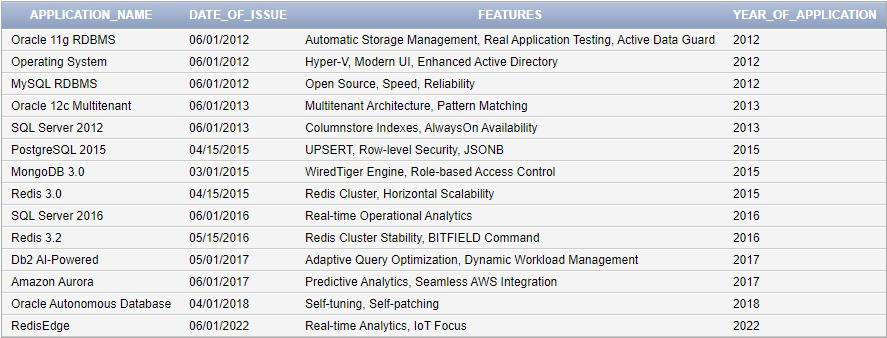 APPLICATION_NAME DATE_OF_ISSUE FEATURES YEAR_OF_APPLICATION
Oracle 11g RDBMS 06/01/2012 Automatic Storage Management, Real Application Testing, Active Data Guard 2012
Operating System 06/01/2012 Hyper-V, Modern UI, Enhanced Active Directory 2012
MySQL RDBMS 06/01/2012 Open Source, Speed, Reliability 2012
Oracle 12c Multitenant 06/01/2013 Multitenant Architecture, Pattern Matching 2013
SQL Server 2012 06/01/2013 Columnstore Indexes, AlwaysOn Availability 2013
PostgreSQL 2015 04/15/2015 UPSERT, Row-level Security, JSONB 2015
MongoDB 3.0 03/01/2015 WiredTiger Engine, Role-based Access Control 2015
Redis 3.0 04/15/2015 Redis Cluster, Horizontal Scalability 2015
SQL Server 2016 06/01/2016 Real-time Operational Analytics 2016
Redis 3.2 05/15/2016 Redis Cluster Stability, BITFIELD Command 2016
Db2 AI-Powered 05/01/2017 Adaptive Query Optimization, Dynamic Workload Management 2017
Amazon Aurora 06/01/2017 Predictive Analytics, Seamless AWS Integration 2017
Oracle Autonomous Database 04/01/2018 Self-tuning, Self-patching 2018
RedisEdge 06/01/2022 Real-time Analytics, IoT Focus 2022